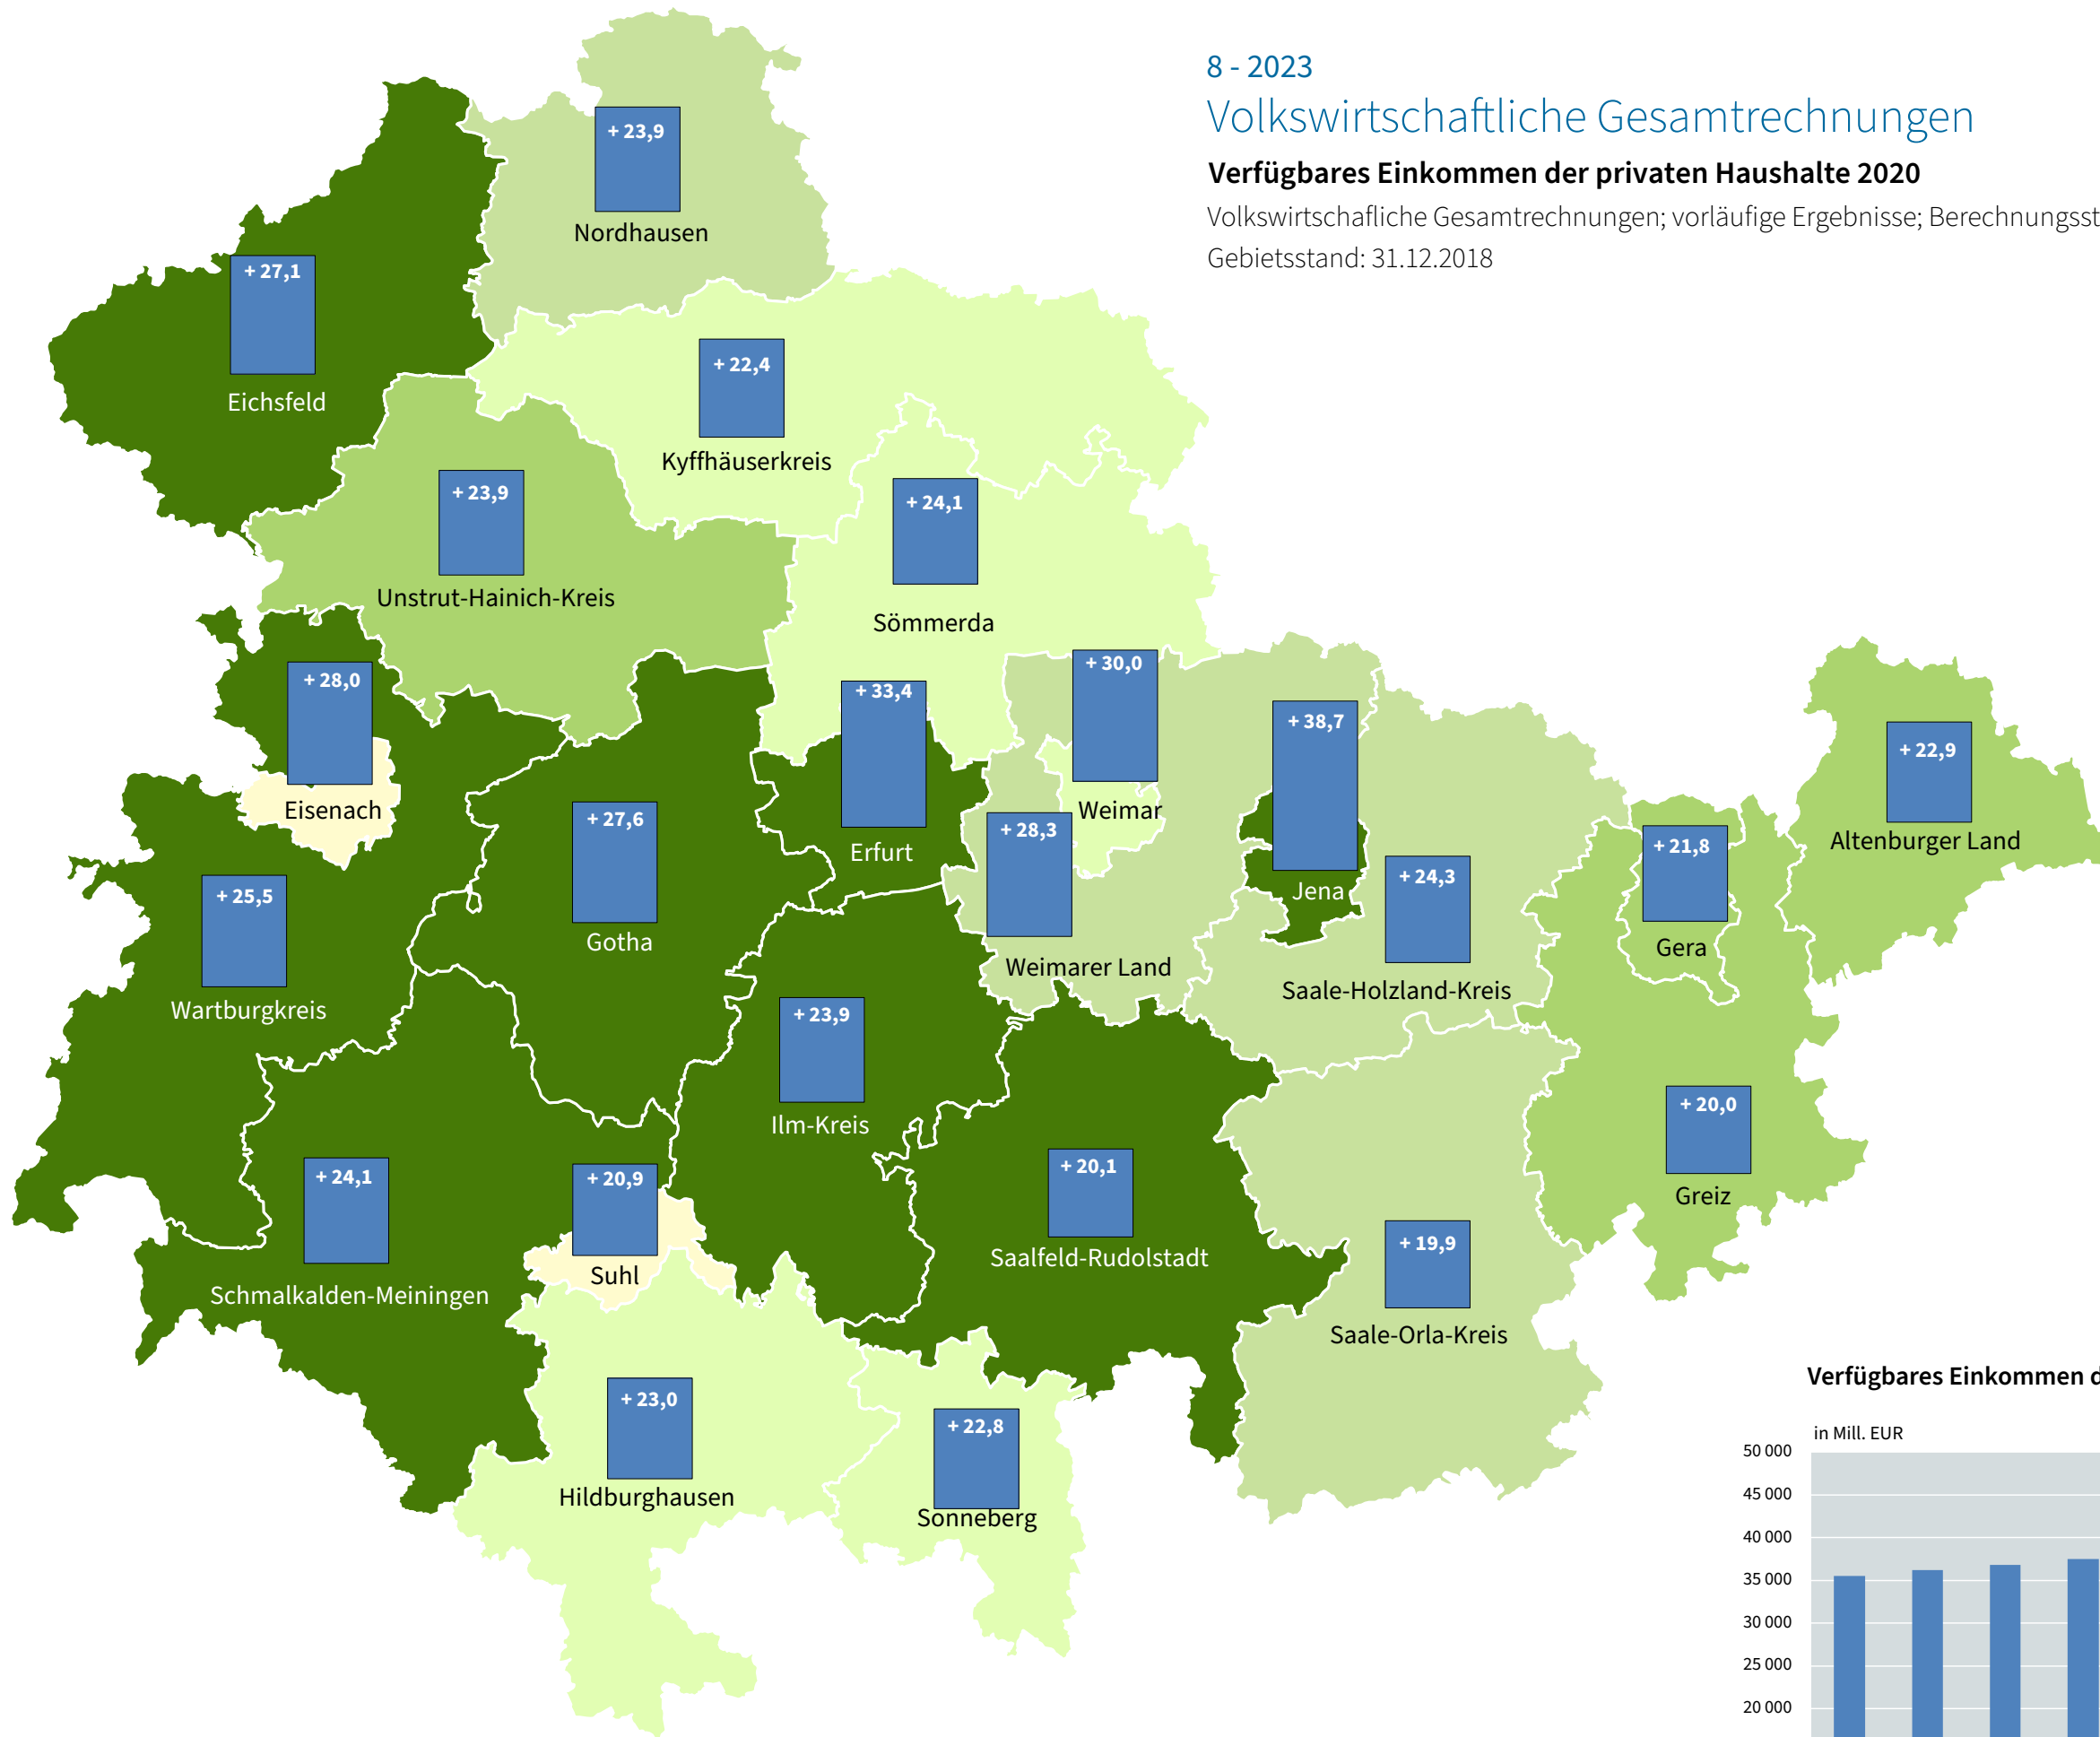 8 - 2023
Volkswirtschaftliche Gesamtrechnungen
Verfügbares Einkommen der privaten Haushalte 2020
Volkswirtschafliche Gesamtrechnungen; vorläufige Ergebnisse; Berechnungsst
Gebietsstand: 31.12.2018
+ 23,9
Nordhausen
+ 27,1
Eichsfeld
+ 22,4
Kyffhäuserkreis
+ 23,9
Unstrut-Hainich-Kreis
+ 24,1
Sömmerda
+ 28,0
Eisenach
+ 33,4
Erfurt
+ 30,0
Weimar
+ 38,7
Jena
+ 22,9
Altenburger Land
+ 27,6
Gotha
+ 28,3
Weimarer Land
+ 24,3
Saale-Holzland-Kreis
+ 21,8
Gera
+ 25,5
Wartburgkreis
+ 23,9
Ilm-Kreis
+ 20,0
Greiz
+ 24,1
Schmalkalden-Meiningen
+ 20,9
Suhl
+ 20,1
Saalfeld-Rudolstadt
+ 19,9
Saale-Orla-Kreis
+ 23,0
Hildburghausen
+ 22,8
Sonneberg
Verfügbares Einkommen d
in Mill. EUR
50 000
45 000
40 000
35 000
30 000
25 000
20 000